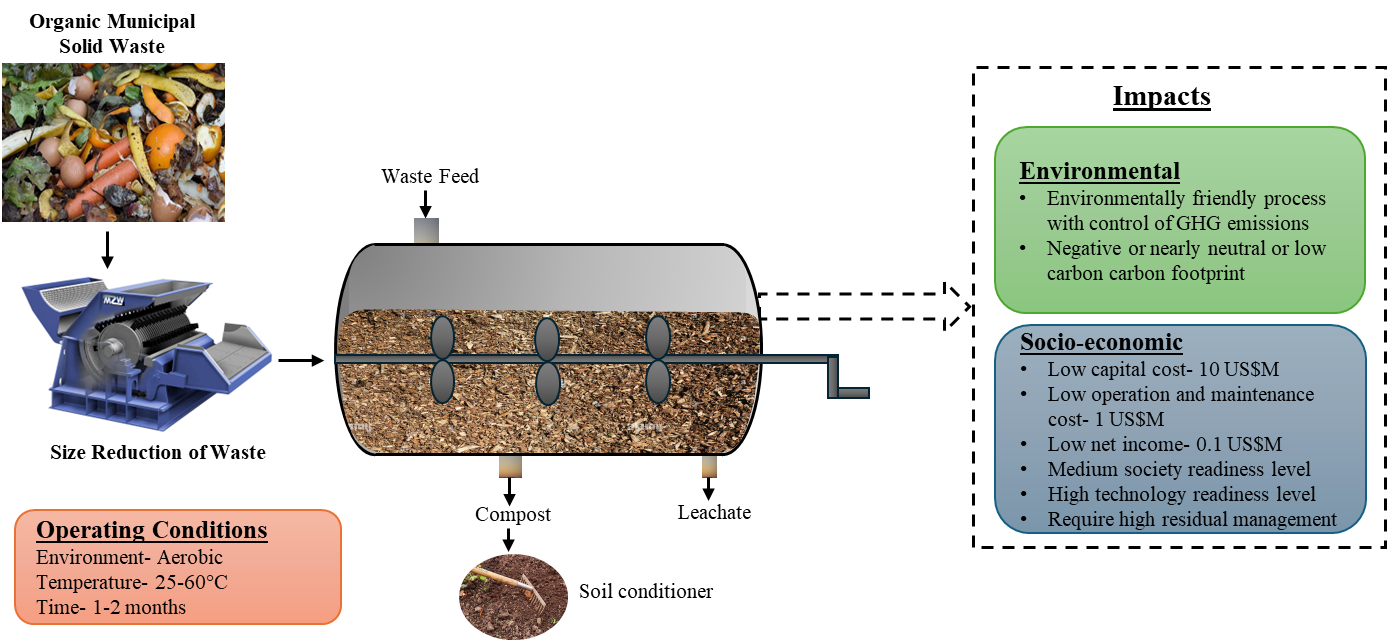 Organic Municipal
Solid Waste
Waste Feed
MZW
Size Reduction of Waste
Operating Conditions
Environment- Aerobic
Temperature- 25-60°C
Time- 1-2 months
Compost
Leachate
Soil conditioner
Impacts
Environmental
• Environmentally friendly process
with control of GHG emissions
• Negative or nearly neutral or low
carbon carbon footprint
Socio-economic
• Low capital cost- 10 US$M
• Low operation and maintenance
cost- 1 US$M
• Low net income- 0.1 US$M
• Medium society readiness level
• High technology readiness level
• Require high residual management